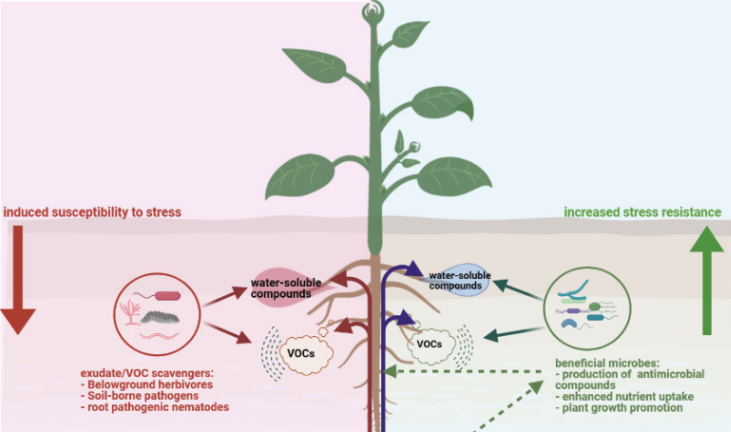 induced susceptibility to stress
increased stress resistance
water-soluble
compounds
water-soluble
compounds
VOCs
VOCs
exudate/VOC scavengers:
- Belowground herbivores
- Soil-borne pathogens
- root pathogenic nematodes
beneficial microbes:
- production of antimicrobial
compounds
- enhanced nutrient uptake
- plant growth promotion